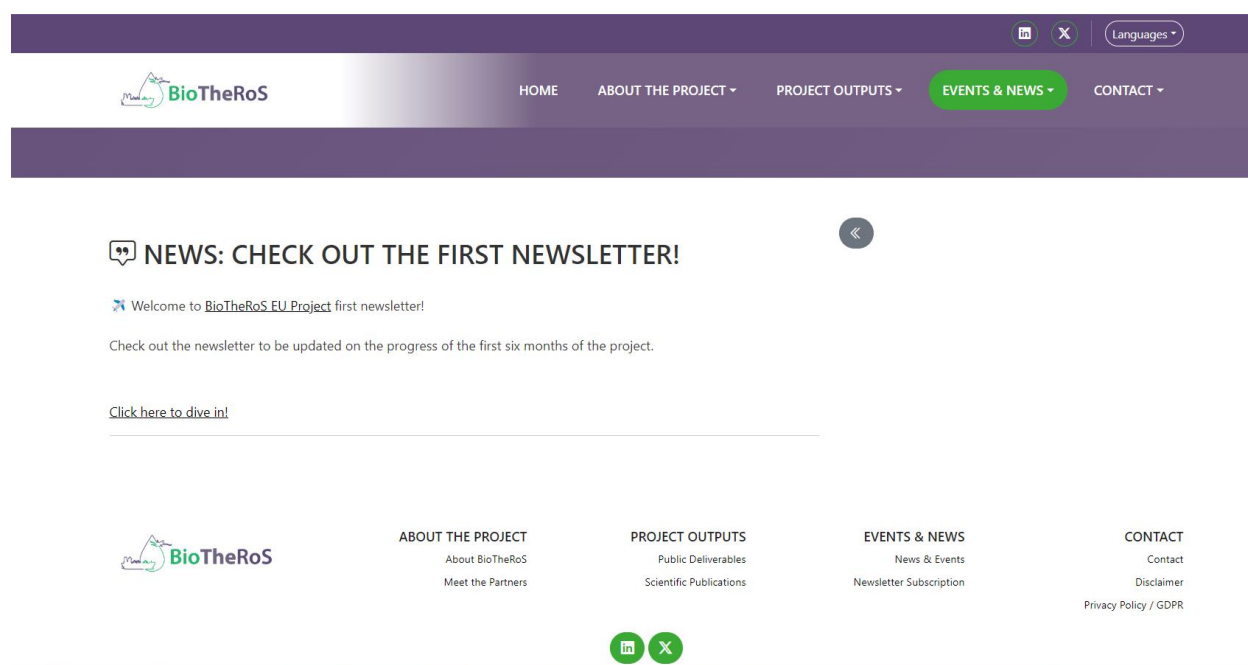 Languages
BioTheRoS
HOME ABOUT THE PROJECT PROJECT OUTPUTS EVENTS & NEWS CONTACT
NEWS: CHECK OUT THE FIRST NEWSLETTER!
Welcome to BioTheRoS EU Project first newsletter!
Check out the newsletter to be updated on the progress of the first six months of the project.
Click here to dive in!
BioTheRoS
ABOUT THE PROJECT
About BioTheRoS
Meet the Partners
PROJECT OUTPUTS
Public Deliverables
Scientific Publications
EVENTS & NEWS
News & Events
Newsletter Subscription
CONTACT
Contact
Disclaimer
Privacy Policy / GDPR